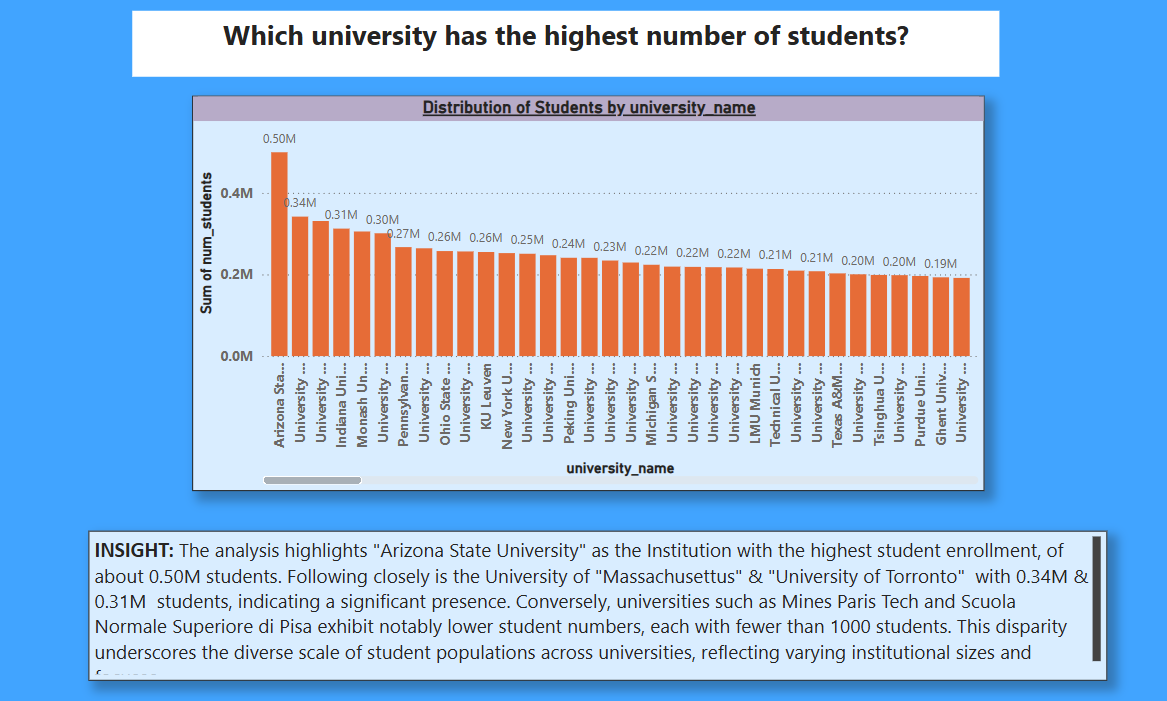 Which university has the highest number of students?
Distribution of Students by university_name
0.50M
0.34M
0.31M
0.30M
0.27M
0.26M
0.26M
0.25M
0.24M
0.23M
0.22M
0.22M
0.22M
0.21M
0.21M
0.20M
0.20M
0.19M
Sum of num_students
0.4M
0.2M
0.0M
Arizona Sta...
University ...
University ...
Indiana Uni...
Monash Un...
University ...
Pennsylvan...
University ...
Ohio State ...
University ...
KU Leuven
New York U...
University ...
University ...
Peking Uni...
University ...
University ...
University ...
Michigan S...
University ...
University ...
University ...
University ...
LMU Munich
Technical U...
University ...
University ...
Texas A&M...
University ...
Tsinghua U...
University ...
Purdue Uni...
Ghent Univ...
University ...
university_name
INSIGHT: The analysis highlights "Arizona State University" as the Institution with the highest student enrollment, of
about 0.50M students. Following closely is the University of "Massachusettus" & "University of Torronto"  with 0.34M &
0.31M  students, indicating a significant presence. Conversely, universities such as Mines Paris Tech and Scuola
Normale Superiore di Pisa exhibit notably lower student numbers, each with fewer than 1000 students. This disparity
underscores the diverse scale of student populations across universities, reflecting varying institutional sizes and